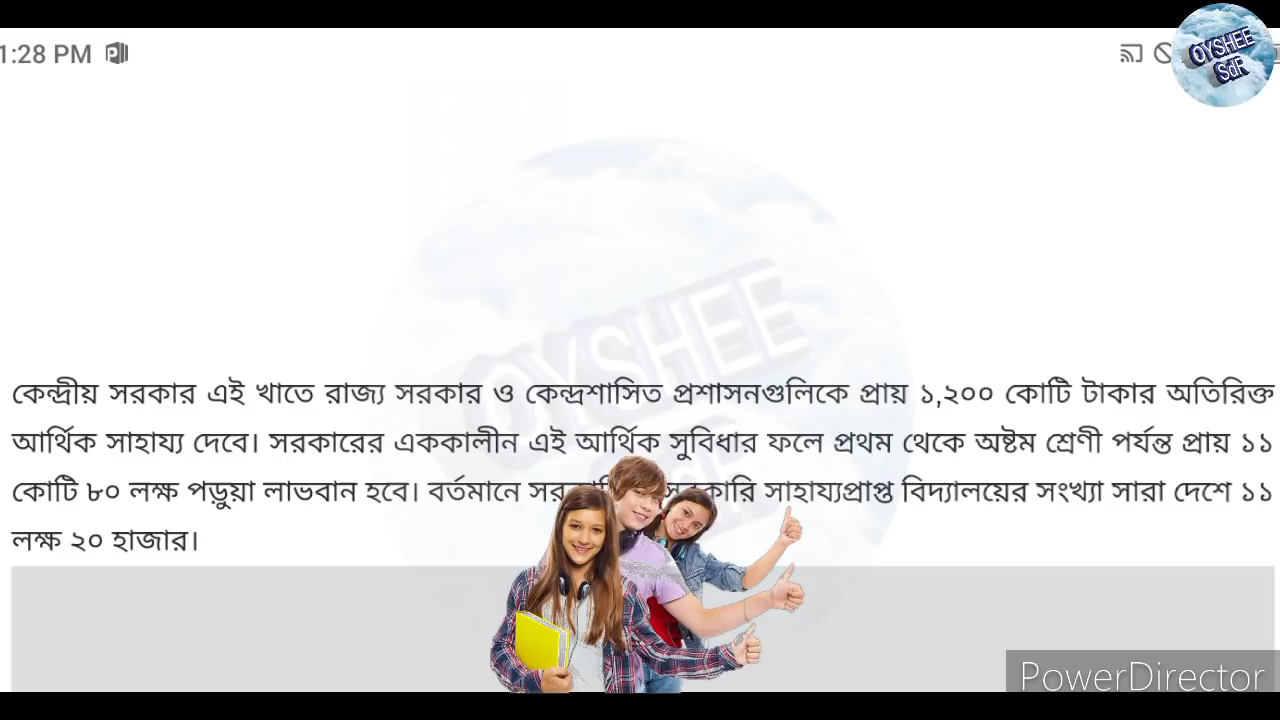 1:28 PM
OYSHEE
SdR
OYSHEE
কেন্দ্রীয় সরকার এই খাতে রাজ্য সরকার ও কেন্দ্রশাসিত প্রশাসনগুলিকে প্রায় ১,২০০ কোটি টাকার অতিরিক্ত
আর্থিক সাহায্য দেবে। সরকারের এককালীন এই আর্থিক সুবিধার ফলে প্রথম থেকে অষ্টম শ্রেণী পর্যন্ত প্রায় ১১
কোটি ৮০ লক্ষ পড়ুয়া লাভবান হবে। বর্তমানে সাহায্যপ্রাপ্ত বিদ্যালয়ের সংখ্যা সারা দেশে ১১
লক্ষ ২০ হাজার।
PowerDirector